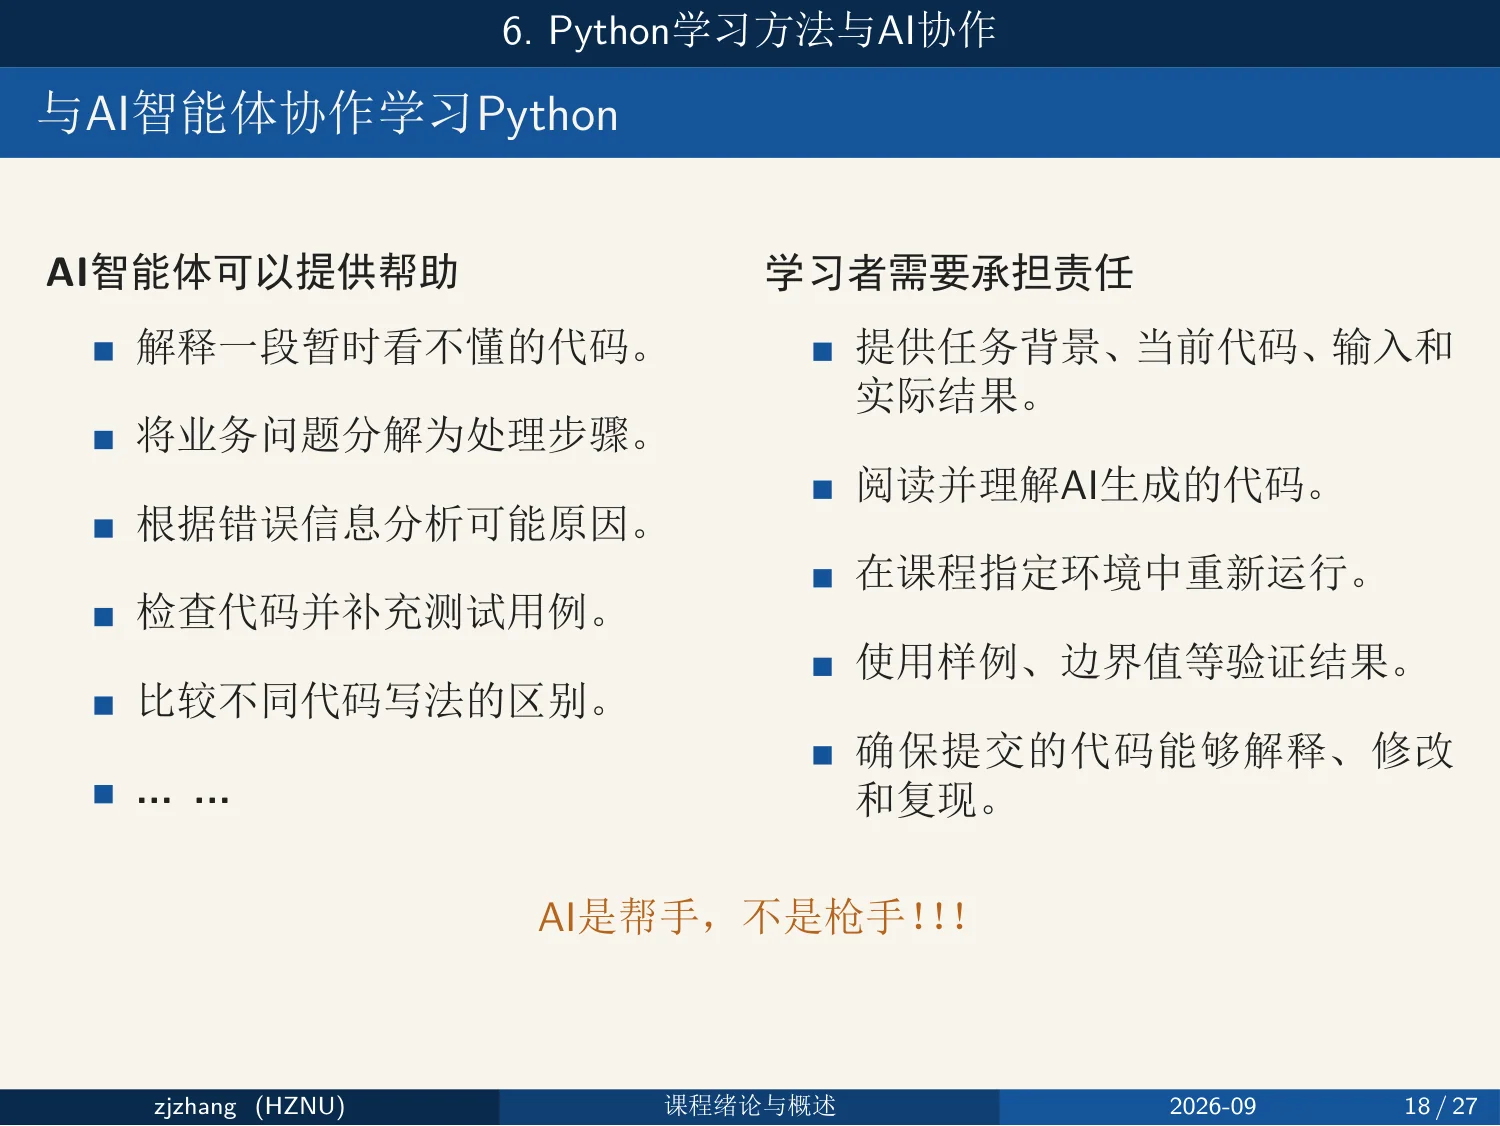 6. Python学习方法与AI协作
与AI智能体协作学习Python
AI智能体可以提供帮助
解释一段暂时看不懂的代码。
将业务问题分解为处理步骤。
根据错误信息分析可能原因。
检查代码并补充测试用例。
比较不同代码写法的区别。
... ...
学习者需要承担责任
提供任务背景、当前代码、输入和
实际结果。
阅读并理解AI生成的代码。
在课程指定环境中重新运行。
使用样例、边界值等验证结果。
确保提交的代码能够解释、修改
和复现。
AI是帮手，不是枪手!!!
zjzhang (HZNU)
课程绪论与概述
2026-09
18 / 27